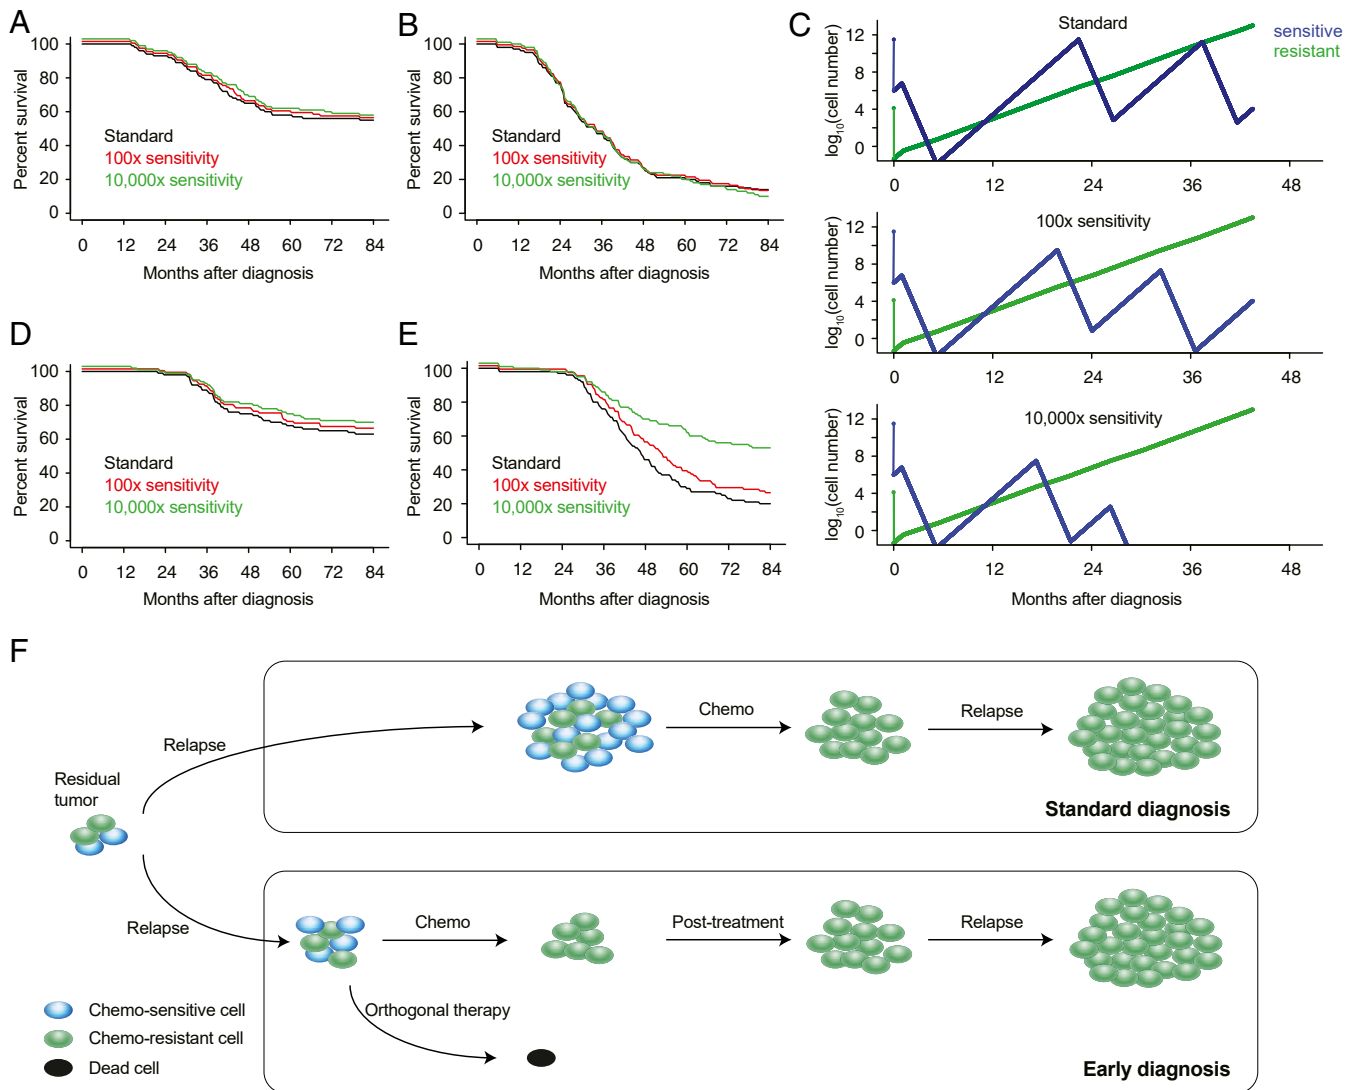 A
Percent survival
100
80
60
40
20
0
Standard
100x sensitivity
10,000x sensitivity
0 12 24 36 48 60 72 84
Months after diagnosis
B
Percent survival
100
80
60
40
20
0
Standard
100x sensitivity
10,000x sensitivity
0 12 24 36 48 60 72 84
Months after diagnosis
C
Standard
sensitive
resistant
log10(cell number)
12
8
4
0
0 12 24 36 48
100x sensitivity
log10(cell number)
12
8
4
0
0 12 24 36 48
10,000x sensitivity
log10(cell number)
12
8
4
0
0 12 24 36 48
Months after diagnosis
D
Percent survival
100
80
60
40
20
0
Standard
100x sensitivity
10,000x sensitivity
0 12 24 36 48 60 72 84
Months after diagnosis
E
Percent survival
100
80
60
40
20
0
Standard
100x sensitivity
10,000x sensitivity
0 12 24 36 48 60 72 84
Months after diagnosis
F
Residual
tumor
Relapse
Chemo
Relapse
Standard diagnosis
Relapse
Chemo
Post-treatment
Relapse
Orthogonal therapy
Early diagnosis
Chemo-sensitive cell
Chemo-resistant cell
Dead cell